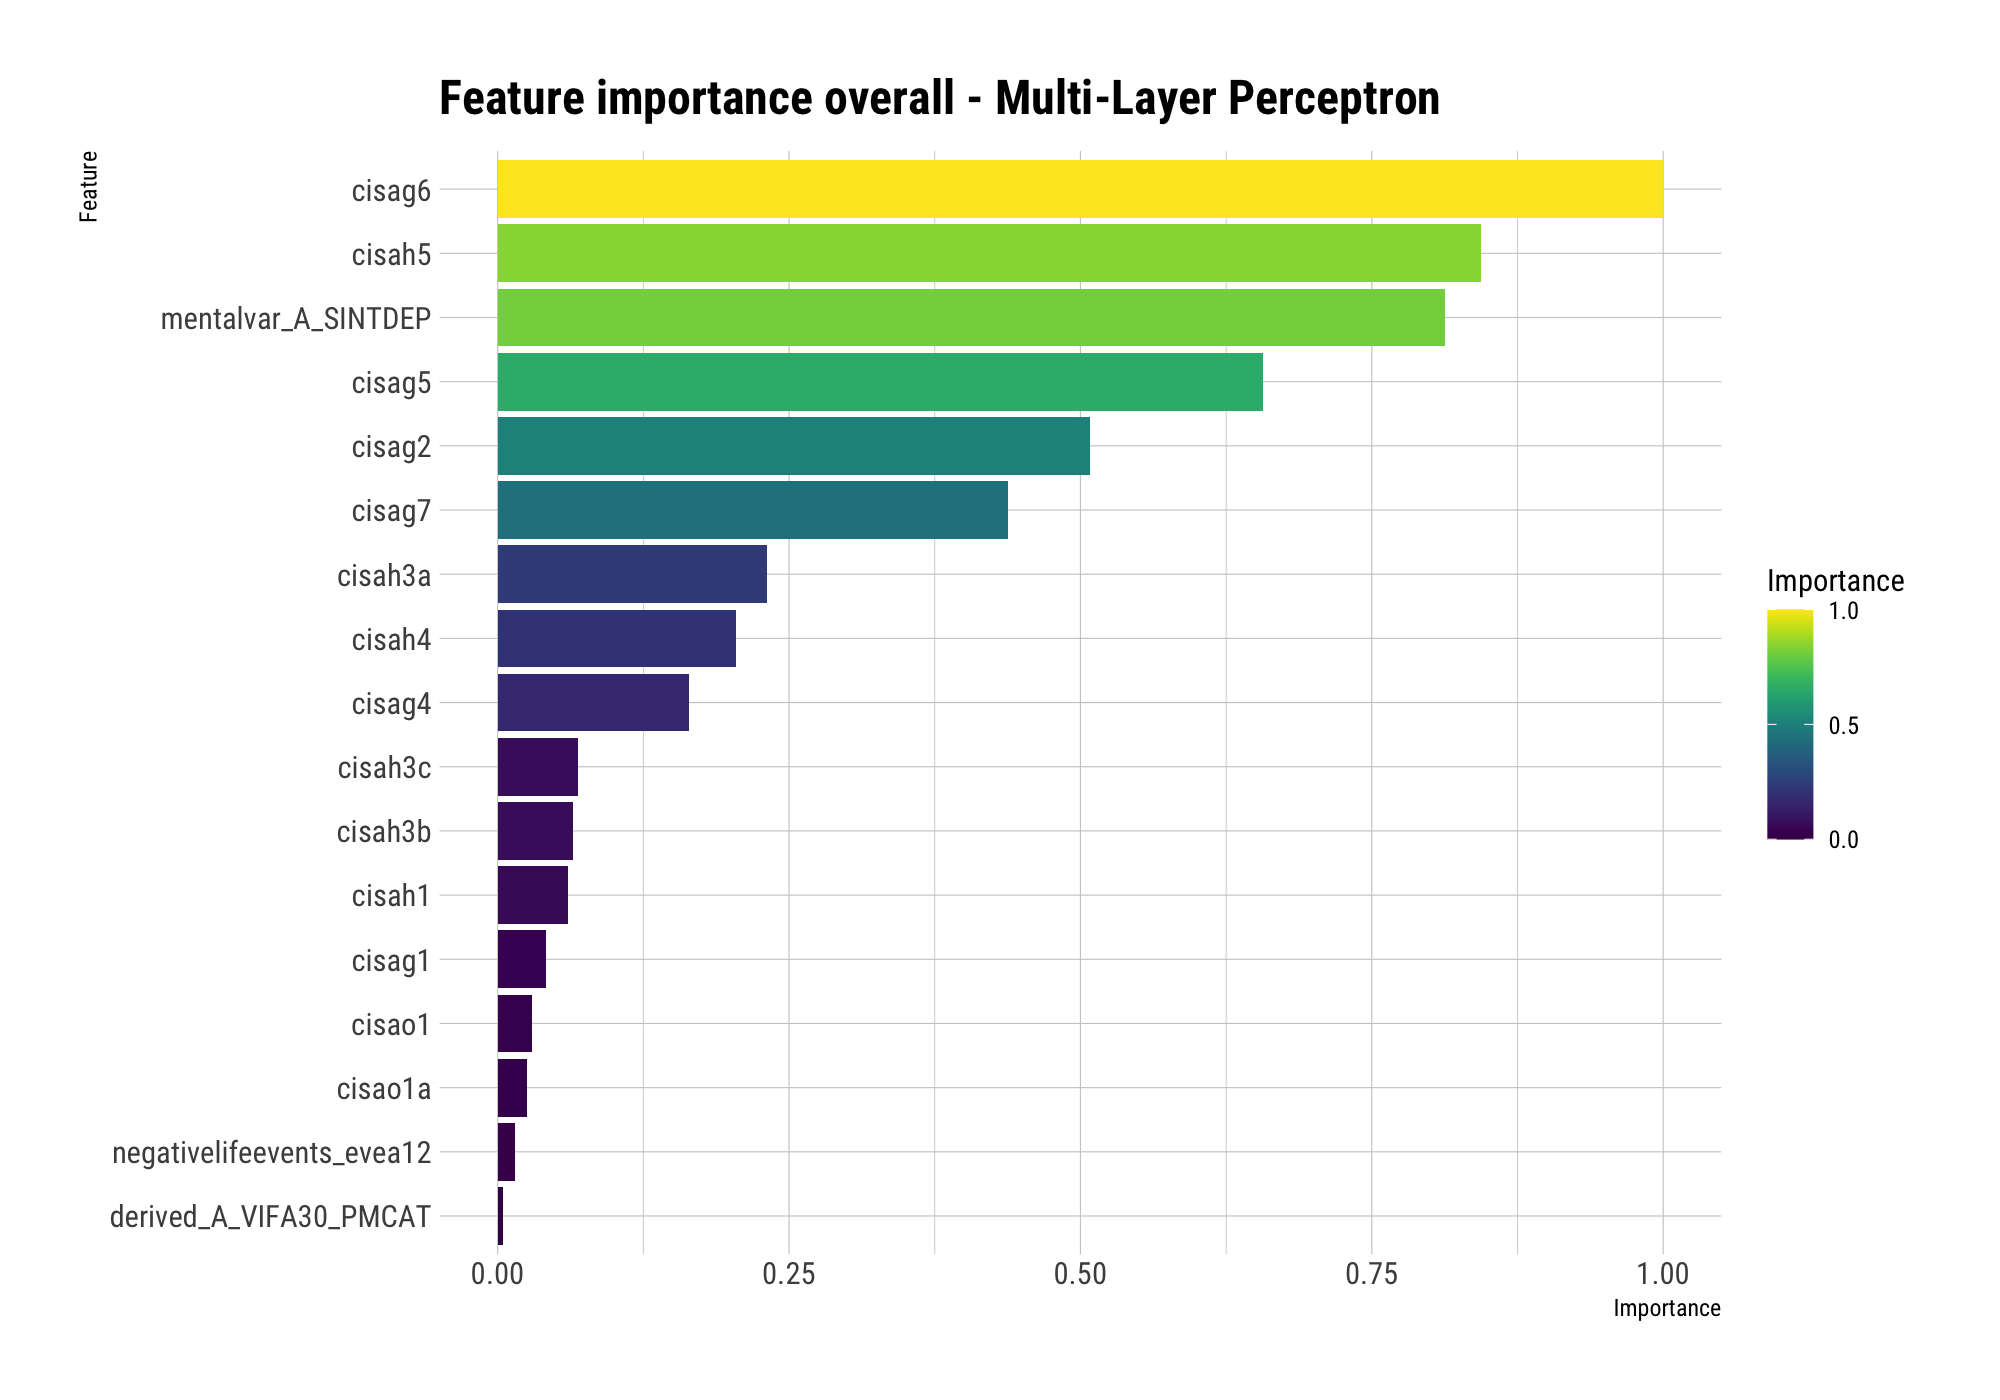 Feature importance overall - Multi-Layer Perceptron
Feature
cisag6
cisah5
mentalvar_A_SINTDEP
cisag5
cisag2
cisag7
cisah3a
cisah4
cisag4
cisah3c
cisah3b
cisah1
cisag1
cisao1
cisao1a
negativelifeevents_evea12
derived_A_VIFA30_PMCAT
0.00 0.25 0.50 0.75 1.00
Importance
Importance
1.0
0.5
0.0